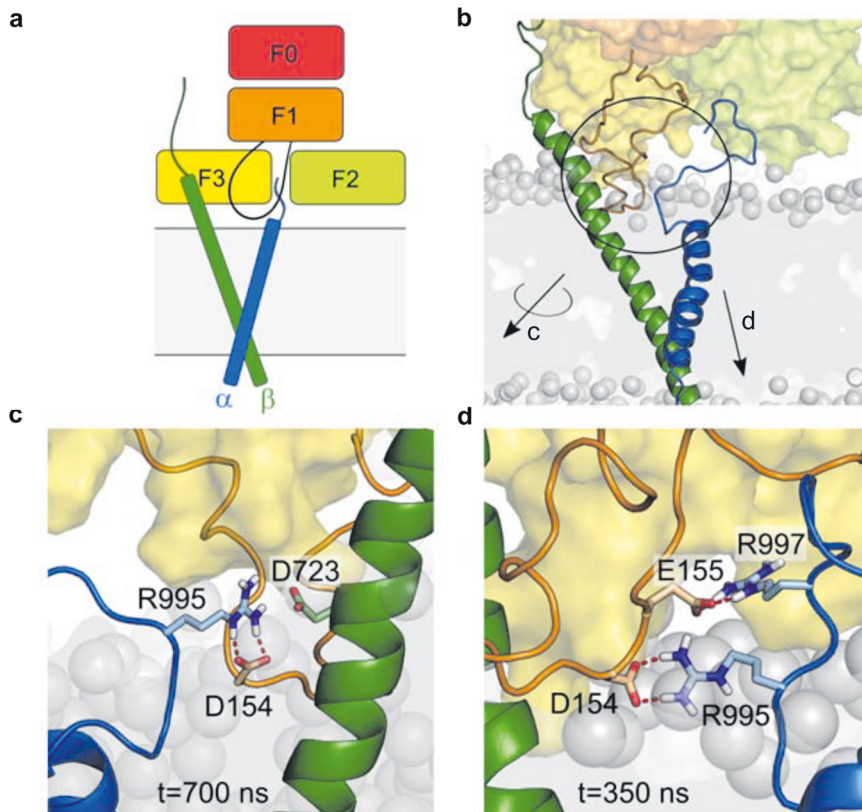 a
F0
F1
F3 F2
α β
b
c
d
c
R995
D723
D154
t=700 ns
d
R997
E155
D154
R995
t=350 ns